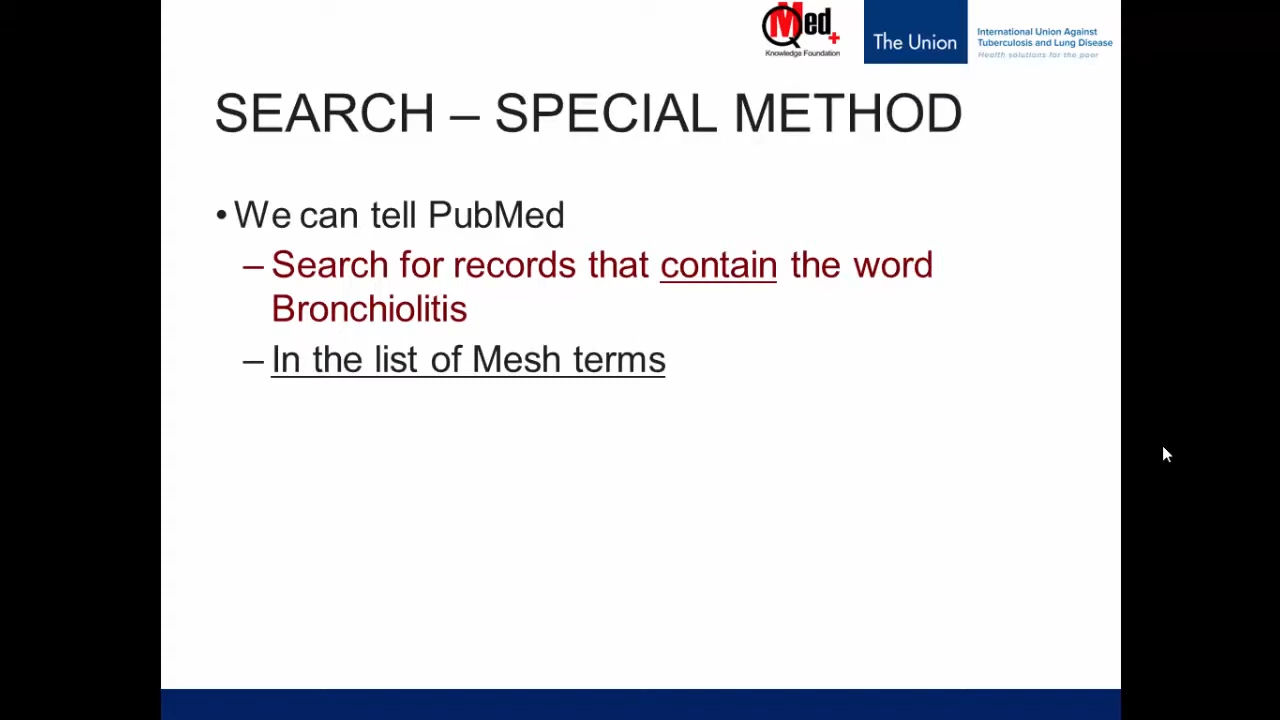 QMed+
Knowledge Foundation
The Union
International Union Against
Tuberculosis and Lung Disease
Health solutions for the poor
SEARCH – SPECIAL METHOD
• We can tell PubMed
– Search for records that contain the word
Bronchiolitis
– In the list of Mesh terms